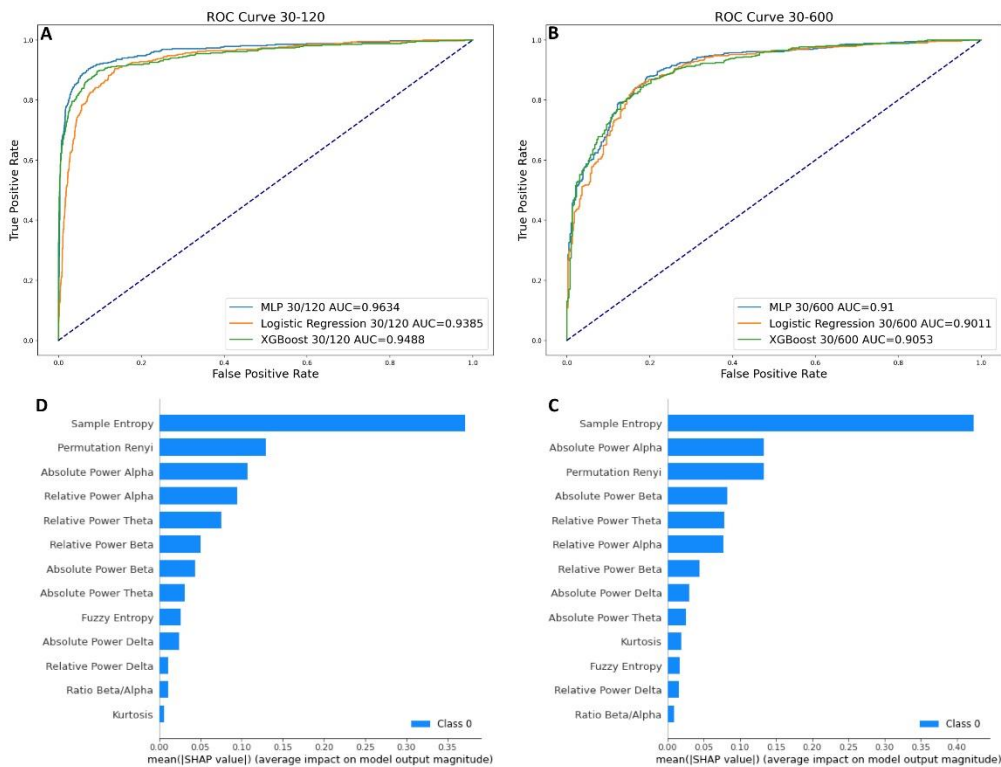 ROC Curve 30-120
A
1.0
0.8
0.6
0.4
0.2
0.0
True Positive Rate
MLP 30/120 AUC=0.9634
Logistic Regression 30/120 AUC=0.9385
XGBoost 30/120 AUC=0.9488
0.0 0.2 0.4 0.6 0.8 1.0
False Positive Rate
ROC Curve 30-600
B
1.0
0.8
0.6
0.4
0.2
0.0
True Positive Rate
MLP 30/600 AUC=0.91
Logistic Regression 30/600 AUC=0.9011
XGBoost 30/600 AUC=0.9053
0.0 0.2 0.4 0.6 0.8 1.0
False Positive Rate
D
Sample Entropy
Permutation Renyi
Absolute Power Alpha
Relative Power Alpha
Relative Power Theta
Relative Power Beta
Absolute Power Beta
Absolute Power Theta
Fuzzy Entropy
Absolute Power Delta
Relative Power Delta
Ratio Beta/Alpha
Kurtosis
Class 0
0.00 0.05 0.10 0.15 0.20 0.25 0.30 0.35
mean(|SHAP value|) (average impact on model output magnitude)
C
Sample Entropy
Absolute Power Alpha
Permutation Renyi
Absolute Power Beta
Relative Power Theta
Relative Power Alpha
Relative Power Beta
Absolute Power Delta
Absolute Power Theta
Kurtosis
Fuzzy Entropy
Relative Power Delta
Ratio Beta/Alpha
Class 0
0.00 0.05 0.10 0.15 0.20 0.25 0.30 0.35 0.40
mean(|SHAP value|) (average impact on model output magnitude)